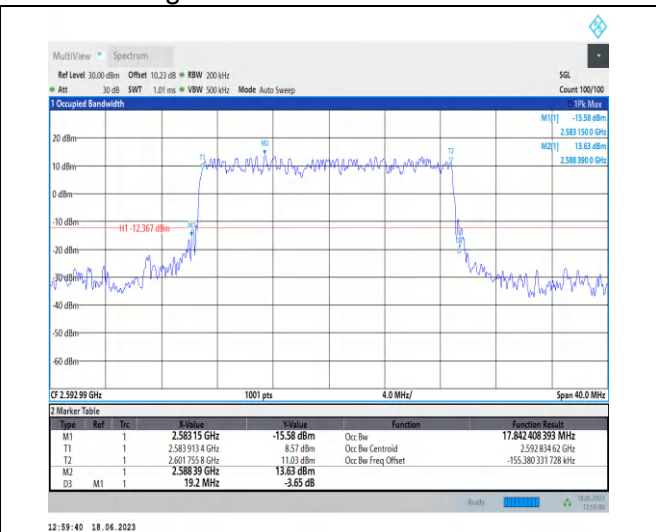 MultiView Spectrum
Ref Level 30.00 dBm Offset 10.23 dB RBW 200 kHz SGL
Att 30 dB SWT 1.01 ms VBW 500 kHz Mode Auto Sweep Count 100/100
1 Occupied Bandwidth 1Pk Max
M1[1] -15.58 dBm
2.583 150 0 GHz
M2[1] 13.63 dBm
2.588 390 0 GHz
20 dBm
M2
T1
T2
10 dBm
0 dBm
-10 dBm
H1 -12.367 dBm
M1
-20 dBm
-30 dBm
-40 dBm
-50 dBm
-60 dBm
CF 2.592 99 GHz 1001 pts 4.0 MHz/ Span 40.0 MHz
2 Marker Table
Type Ref Trc X-Value Y-Value Function Function Result
M1 1 2.583 15 GHz -15.58 dBm Occ Bw 17.842 408 393 MHz
T1 1 2.583 913 4 GHz 8.57 dBm Occ Bw Centroid 2.592 834 62 GHz
T2 1 2.601 755 8 GHz 11.03 dBm Occ Bw Freq Offset -155.380 331 728 kHz
M2 1 2.588 39 GHz 13.63 dBm
D3 M1 1 19.2 MHz -3.65 dB
Ready 18.06.2023
12:59:40
12:59:40 18.06.2023